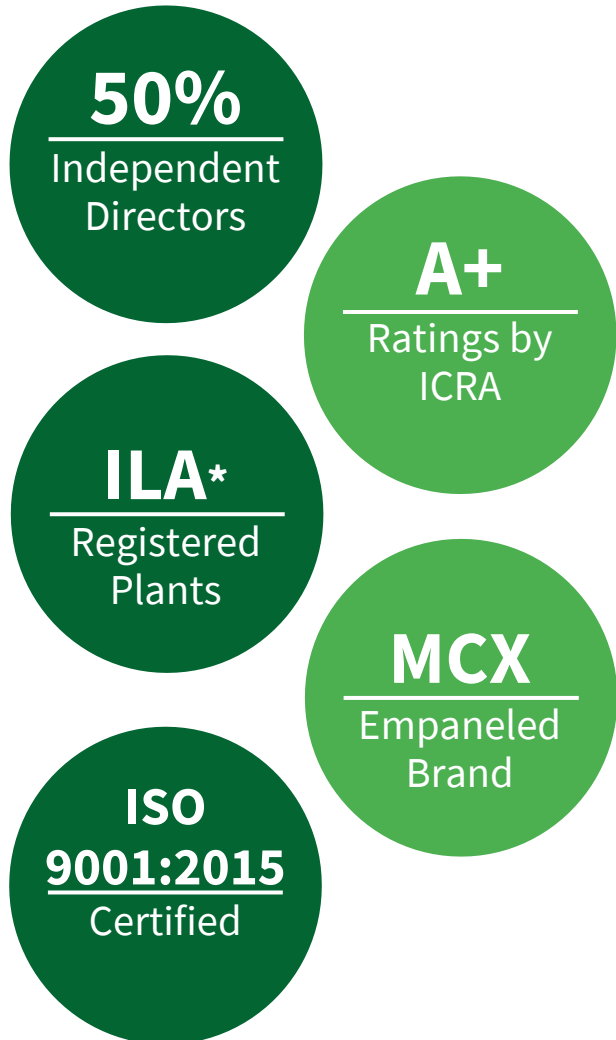 50%
Independent
Directors
A+
Ratings by
ICRA
ILA*
Registered
Plants
MCX
Empaneled
Brand
ISO
9001:2015
Certified